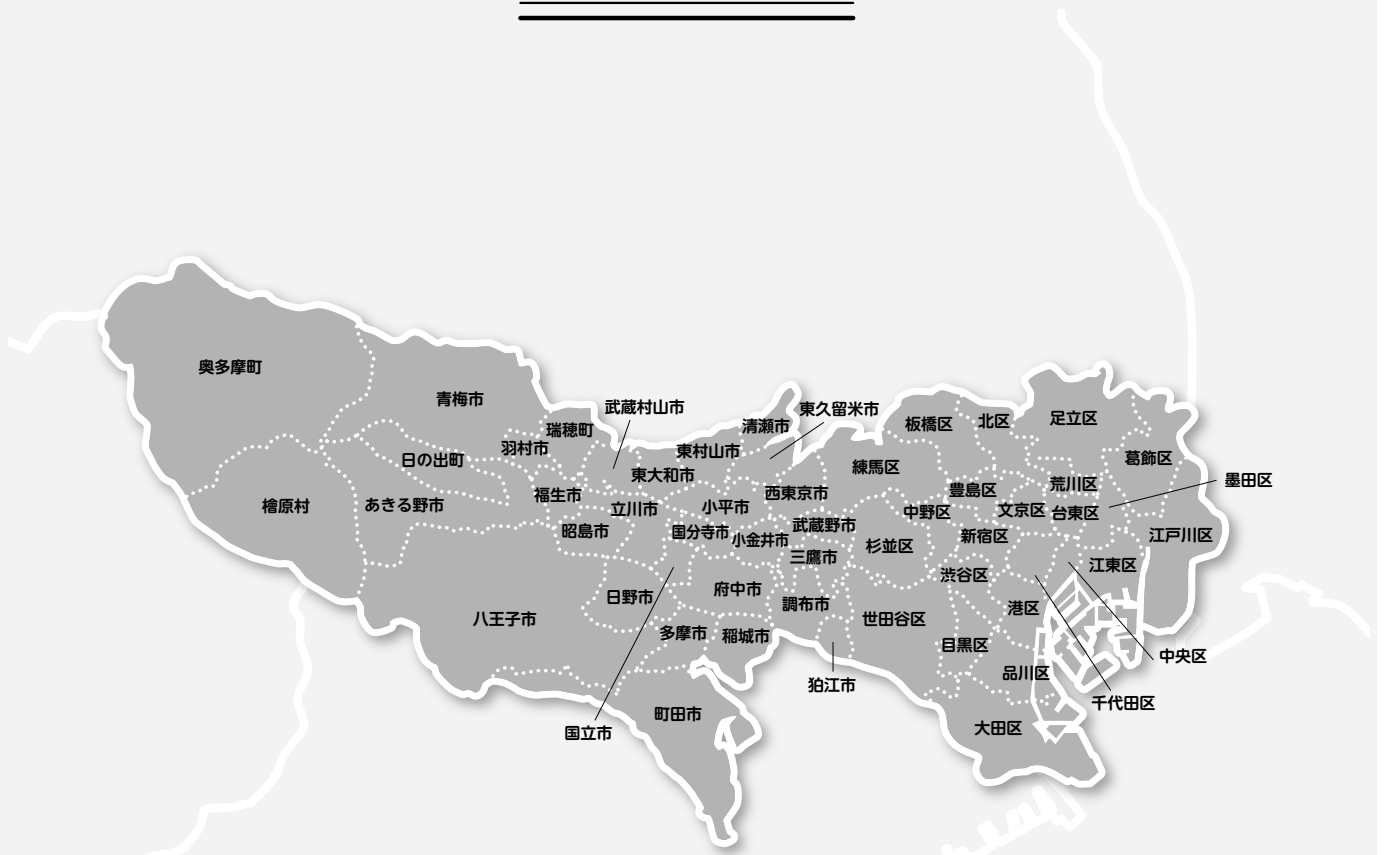 奥多摩町
青梅市
瑞穂町
武蔵村山市
清瀬市
東久留米市
板橋区
北区
足立区
羽村市
日の出町
東村山市
東大和市
練馬区
葛飾区
檜原村
あきる野市
福生市
立川市
小平市
西東京市
豊島区
荒川区
墨田区
昭島市
国分寺市
小金井市
武蔵野市
中野区
文京区
台東区
三鷹市
杉並区
新宿区
江戸川区
江東区
渋谷区
八王子市
日野市
府中市
調布市
世田谷区
港区
多摩市
稲城市
目黒区
中央区
品川区
狛江市
千代田区
町田市
国立市
大田区